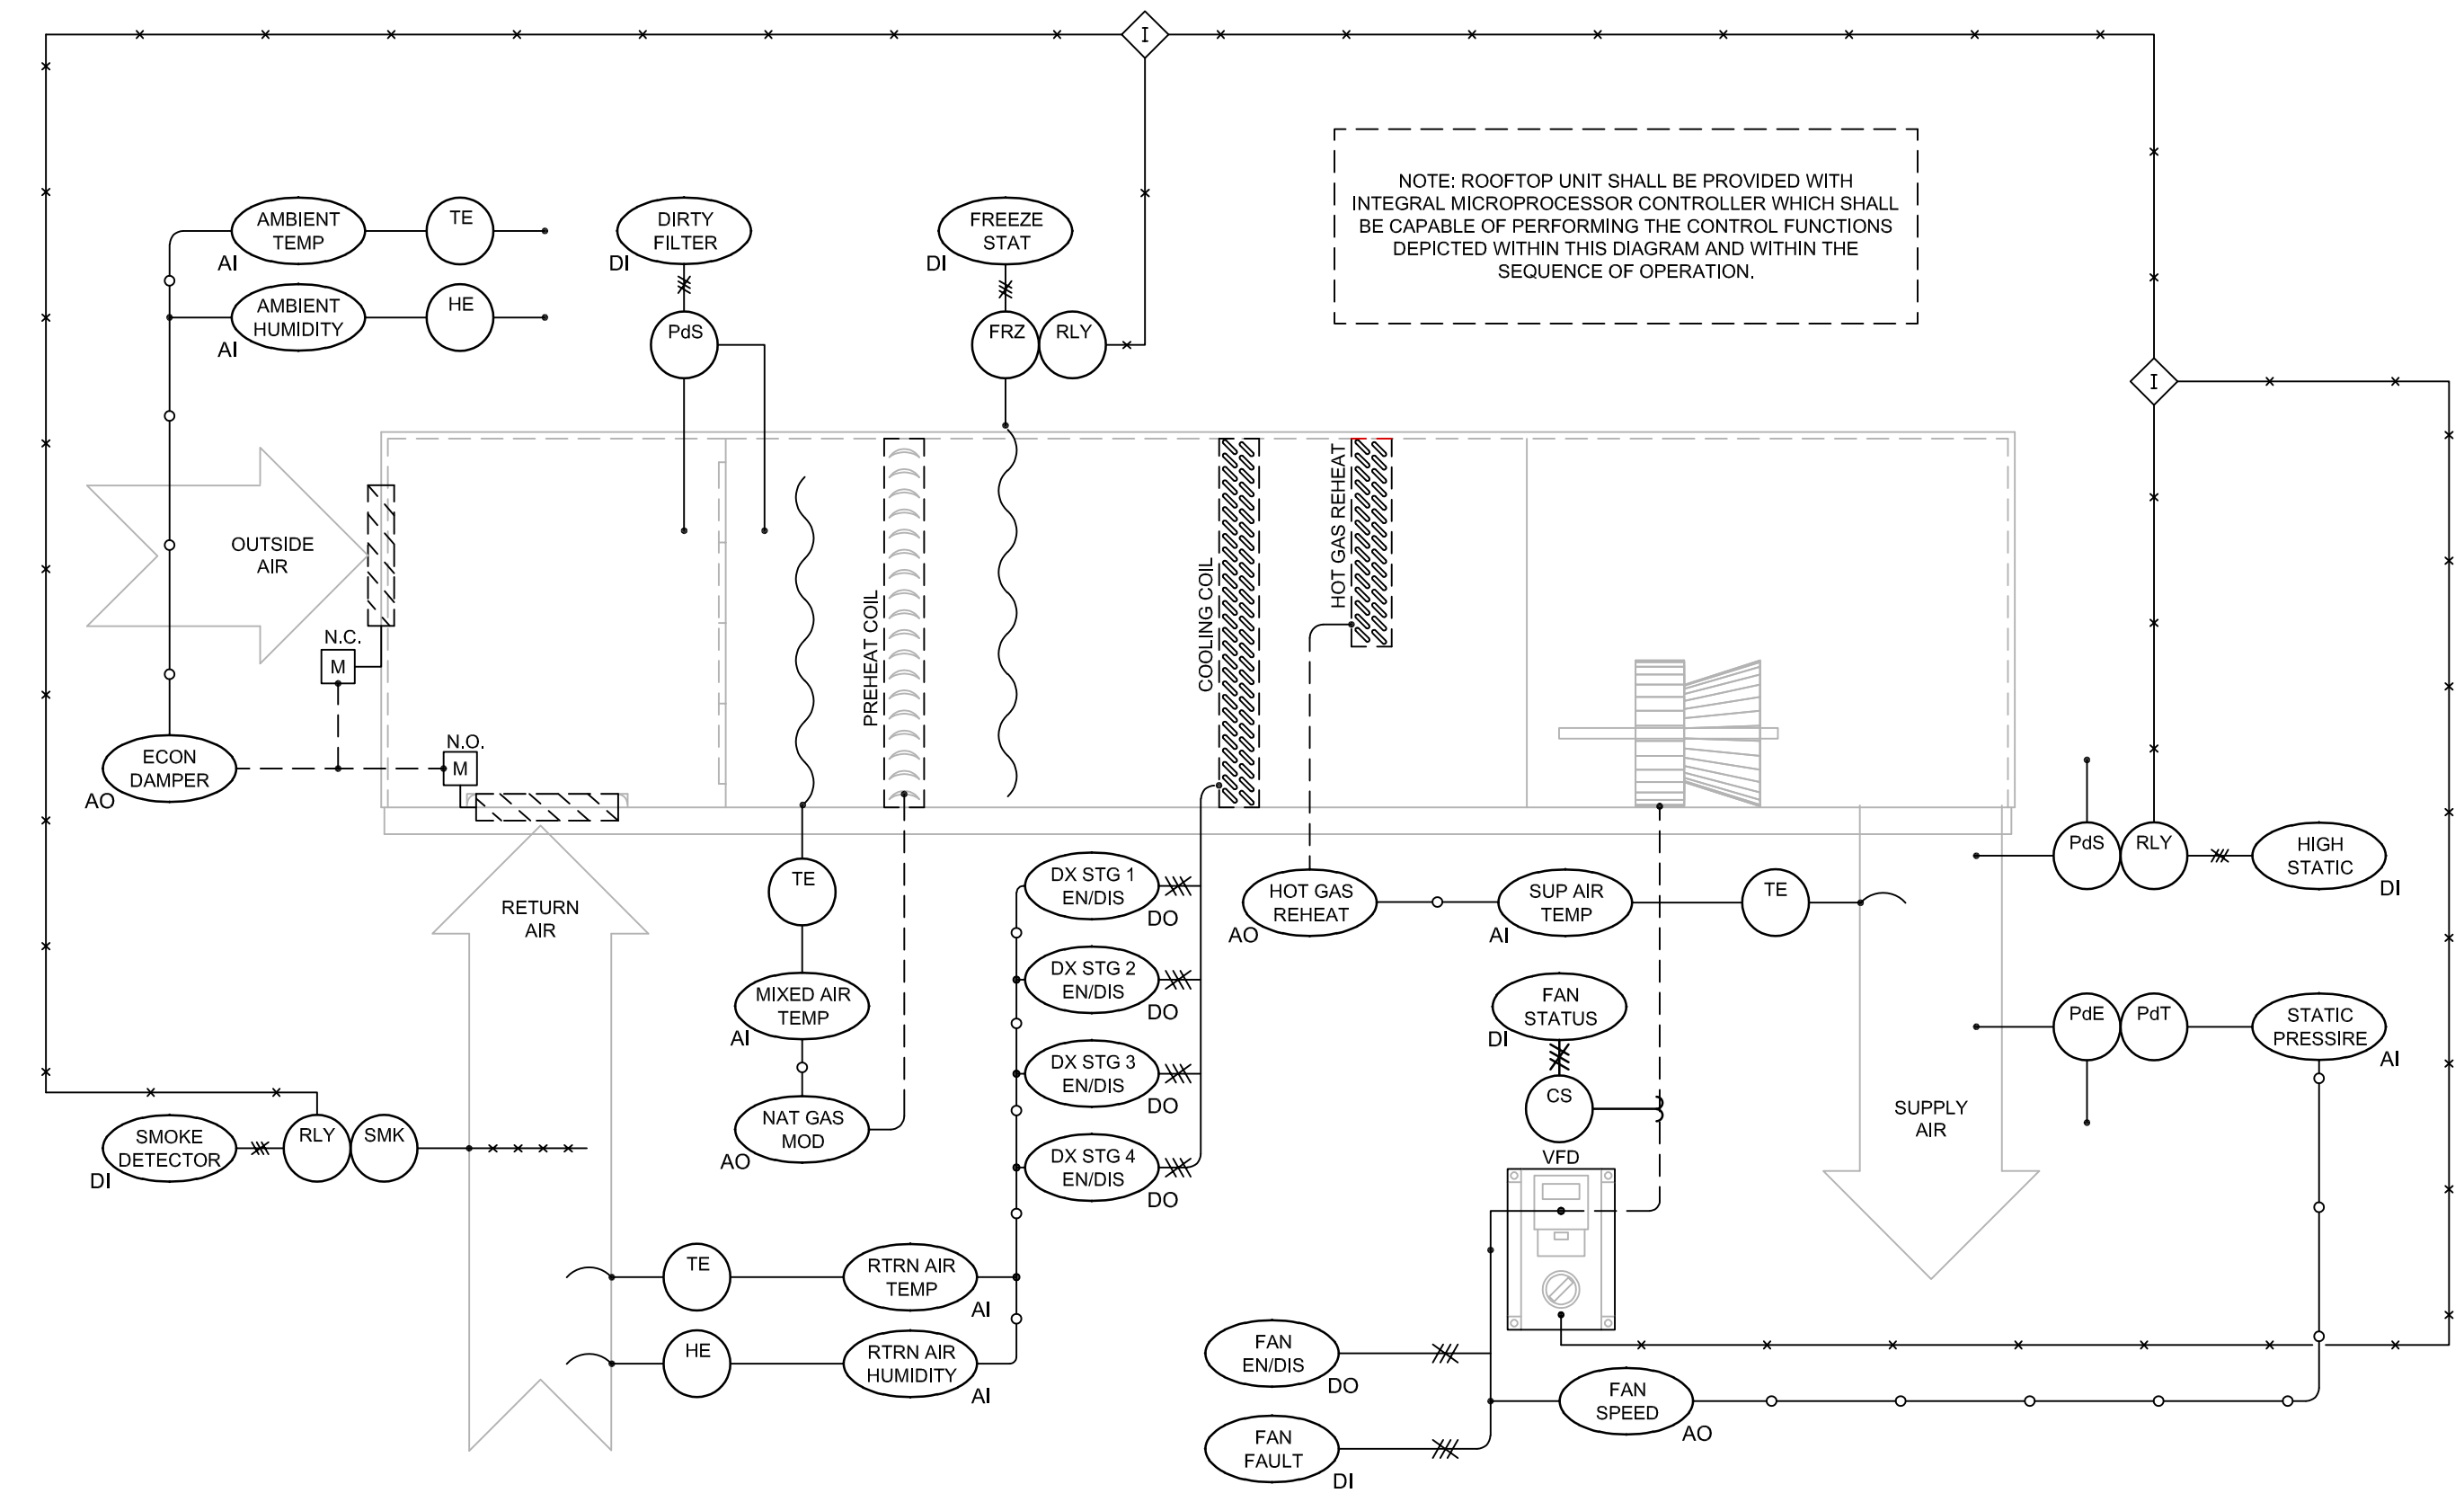 I
NOTE: ROOFTOP UNIT SHALL BE PROVIDED WITH
INTEGRAL MICROPROCESSOR CONTROLLER WHICH SHALL
BE CAPABLE OF PERFORMING THE CONTROL FUNCTIONS
DEPICTED WITHIN THIS DIAGRAM AND WITHIN THE
SEQUENCE OF OPERATION.
AMBIENT
TEMP
AI
TE
AMBIENT
HUMIDITY
AI
HE
DIRTY
FILTER
DI
PdS
FREEZE
STAT
DI
FRZ
RLY
I
OUTSIDE
AIR
N.C.
M
N.O.
M
ECON
DAMPER
AO
PREHEAT COIL
COOLING COIL
HOT GAS REHEAT
RETURN
AIR
TE
MIXED AIR
TEMP
AI
NAT GAS
MOD
AO
DX STG 1
EN/DIS
DO
DX STG 2
EN/DIS
DO
DX STG 3
EN/DIS
DO
DX STG 4
EN/DIS
DO
HOT GAS
REHEAT
AO
SUP AIR
TEMP
AI
TE
PdS
RLY
HIGH
STATIC
DI
FAN
STATUS
DI
CS
VFD
PdE
PdT
STATIC
PRESSIRE
AI
SUPPLY
AIR
SMOKE
DETECTOR
DI
RLY
SMK
TE
RTRN AIR
TEMP
AI
HE
RTRN AIR
HUMIDITY
AI
FAN
EN/DIS
DO
FAN
SPEED
AO
FAN
FAULT
DI